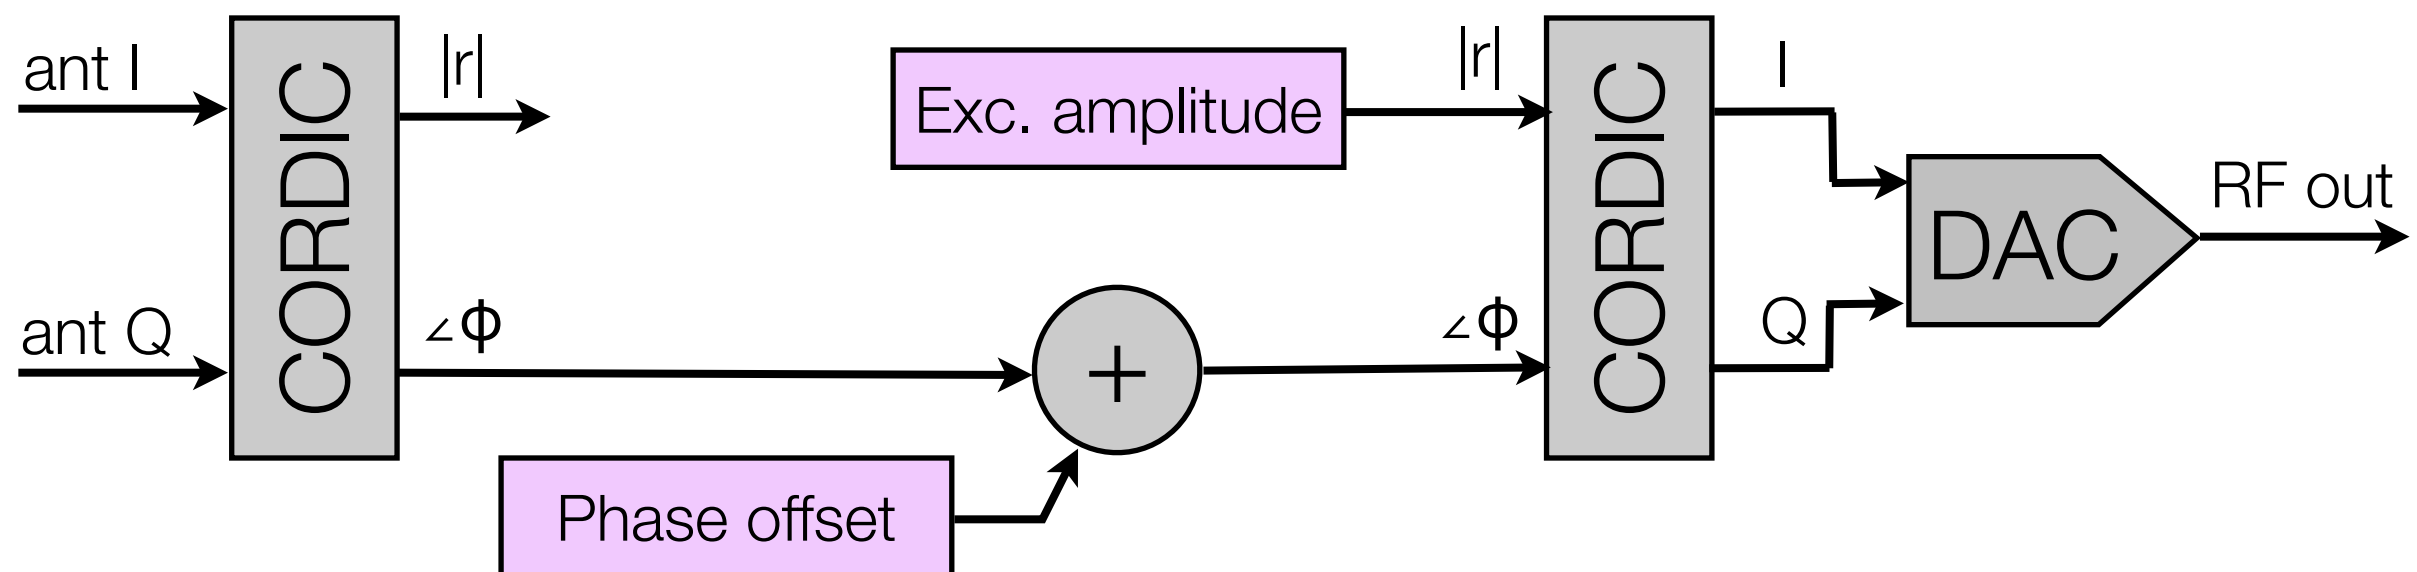 ant I
ant Q
CORDIC
|r|
∠ϕ
Exc. amplitude
+
Phase offset
|r|
∠ϕ
CORDIC
I
Q
DAC
RF out